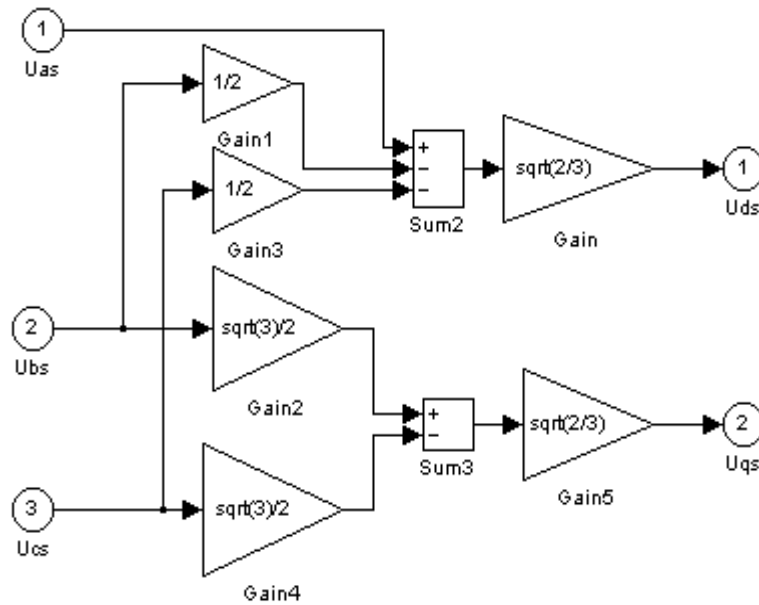 1
Uas
1/2
Gain1
1/2
Gain3
+
−
−
Sum2
sqrt(2/3)
Gain
1
Uds
2
Ubs
sqrt(3)/2
Gain2
+
−
Sum3
sqrt(2/3)
Gain5
2
Uqs
3
Ucs
sqrt(3)/2
Gain4